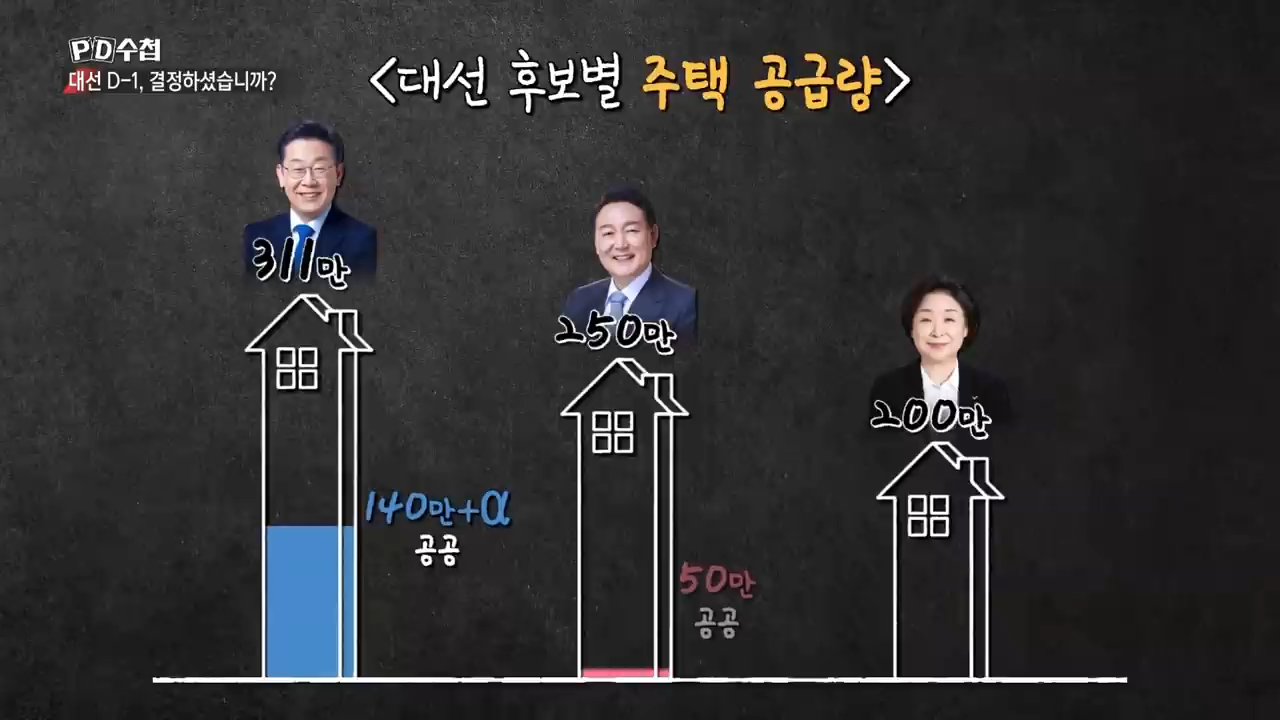 PD수첩
대선 D-1, 결정하셨습니까?
<대선 후보별 주택 공급량>
311만
250만
200만
140만+α
공공
50만
공공